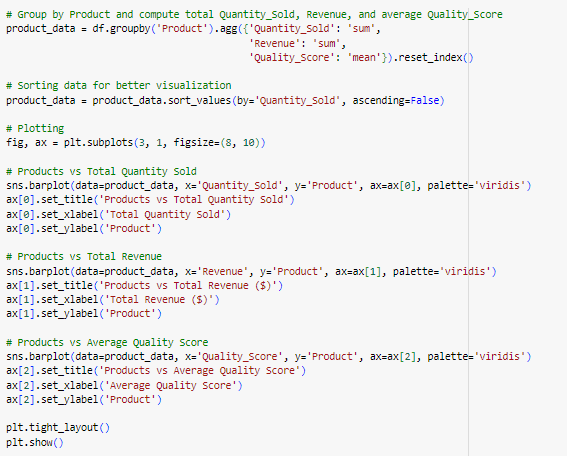 # Group by Product and compute total Quantity_Sold, Revenue, and average Quality_Score
product_data = df.groupby('Product').agg({'Quantity_Sold': 'sum',
                                          'Revenue': 'sum',
                                          'Quality_Score': 'mean'}).reset_index()

# Sorting data for better visualization
product_data = product_data.sort_values(by='Quantity_Sold', ascending=False)

# Plotting
fig, ax = plt.subplots(3, 1, figsize=(8, 10))

# Products vs Total Quantity Sold
sns.barplot(data=product_data, x='Quantity_Sold', y='Product', ax=ax[0], palette='viridis')
ax[0].set_title('Products vs Total Quantity Sold')
ax[0].set_xlabel('Total Quantity Sold')
ax[0].set_ylabel('Product')

# Products vs Total Revenue
sns.barplot(data=product_data, x='Revenue', y='Product', ax=ax[1], palette='viridis')
ax[1].set_title('Products vs Total Revenue ($)')
ax[1].set_xlabel('Total Revenue ($)')
ax[1].set_ylabel('Product')

# Products vs Average Quality Score
sns.barplot(data=product_data, x='Quality_Score', y='Product', ax=ax[2], palette='viridis')
ax[2].set_title('Products vs Average Quality Score')
ax[2].set_xlabel('Average Quality Score')
ax[2].set_ylabel('Product')

plt.tight_layout()
plt.show()